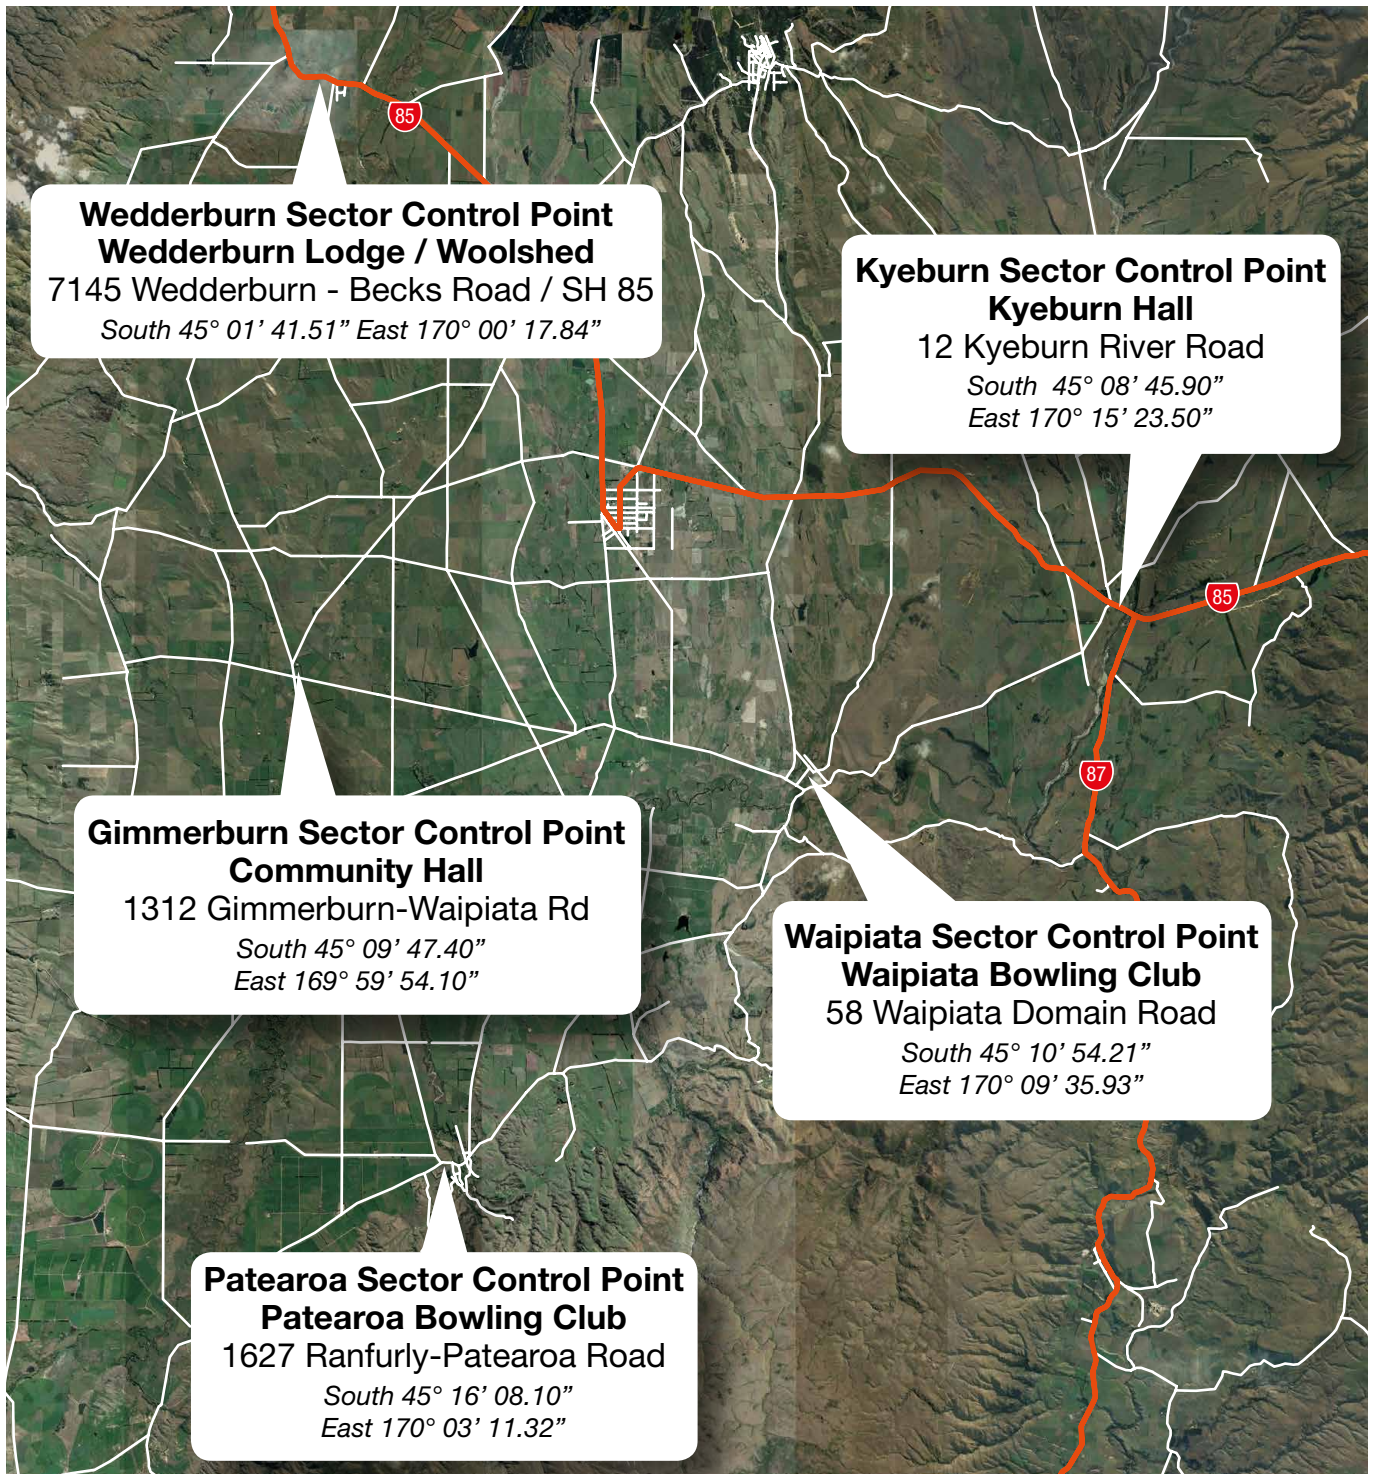 85
Wedderburn Sector Control Point
Wedderburn Lodge / Woolshed
7145 Wedderburn - Becks Road / SH 85
South 45° 01’ 41.51” East 170° 00’ 17.84”
Kyeburn Sector Control Point
Kyeburn Hall
12 Kyeburn River Road
South 45° 08’ 45.90”
East 170° 15’ 23.50”
85
87
Gimmerburn Sector Control Point
Community Hall
1312 Gimmerburn-Waipiata Rd
South 45° 09’ 47.40”
East 169° 59’ 54.10”
Waipiata Sector Control Point
Waipiata Bowling Club
58 Waipiata Domain Road
South 45° 10’ 54.21”
East 170° 09’ 35.93”
Patearoa Sector Control Point
Patearoa Bowling Club
1627 Ranfurly-Patearoa Road
South 45° 16’ 08.10”
East 170° 03’ 11.32”